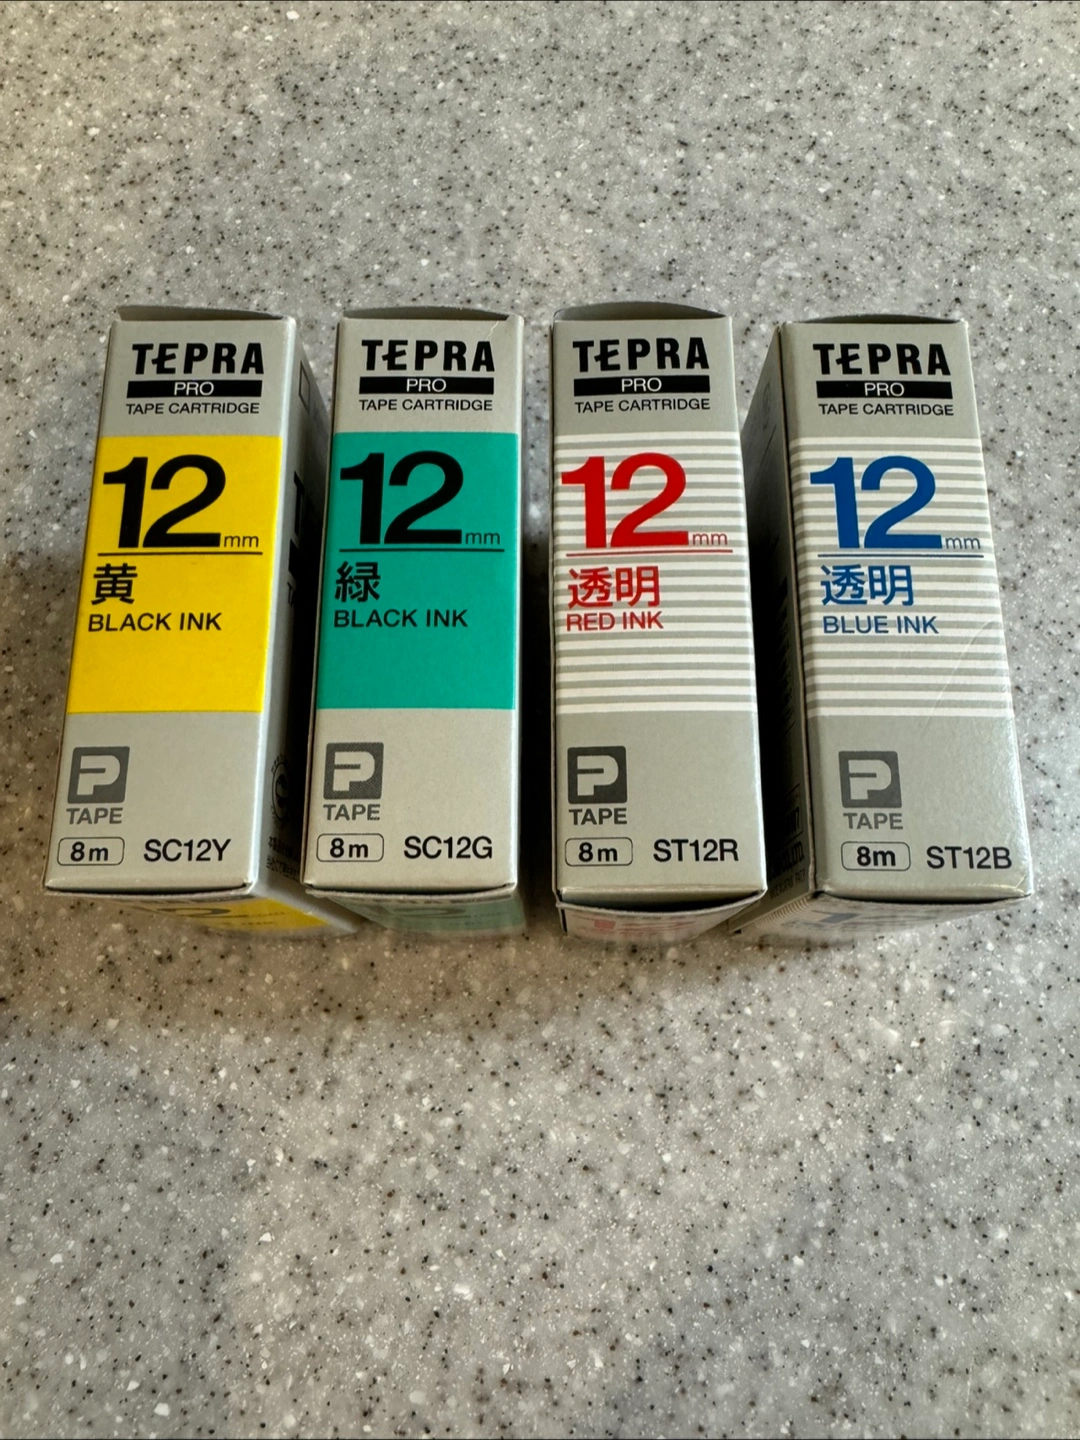 TEPRA
PRO
TAPE CARTRIDGE
12mm
黄
BLACK INK
P
TAPE
8m SC12Y
TEPRA
PRO
TAPE CARTRIDGE
12mm
緑
BLACK INK
P
TAPE
8m SC12G
TEPRA
PRO
TAPE CARTRIDGE
12mm
透明
RED INK
P
TAPE
8m ST12R
TEPRA
PRO
TAPE CARTRIDGE
12mm
透明
BLUE INK
P
TAPE
8m ST12B